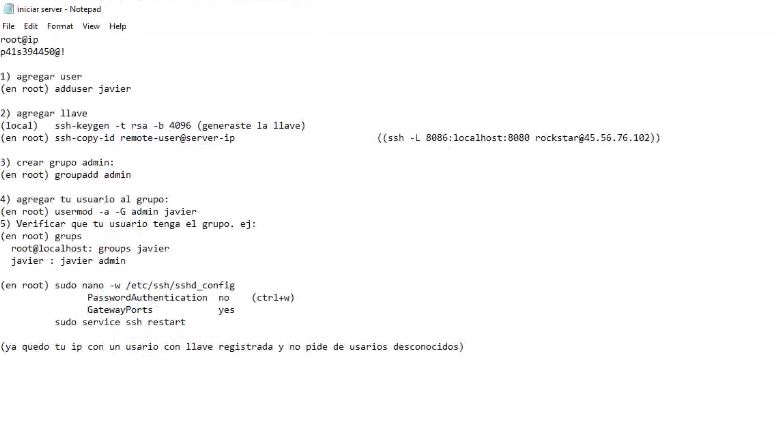 iniciar server - Notepad
File Edit Format View Help
root@ip
p41s394450@!
1) agregar user
(en root) adduser javier
2) agregar llave
(local) ssh-keygen -t rsa -b 4096 (generaste la llave)
(en root) ssh-copy-id remote-user@server-ip ((ssh -L 8086:localhost:8080 rockstar@45.56.76.102))
3) crear grupo admin:
(en root) groupadd admin
4) agregar tu usuario al grupo:
(en root) usermod -a -G admin javier
5) Verificar que tu usuario tenga el grupo. ej:
(en root) grups
root@localhost: groups javier
javier : javier admin
(en root) sudo nano -w /etc/ssh/sshd_config
PasswordAuthentication no (ctrl+w)
GatewayPorts yes
sudo service ssh restart
(ya quedo tu ip con un usario con llave registrada y no pide de usarios desconocidos)